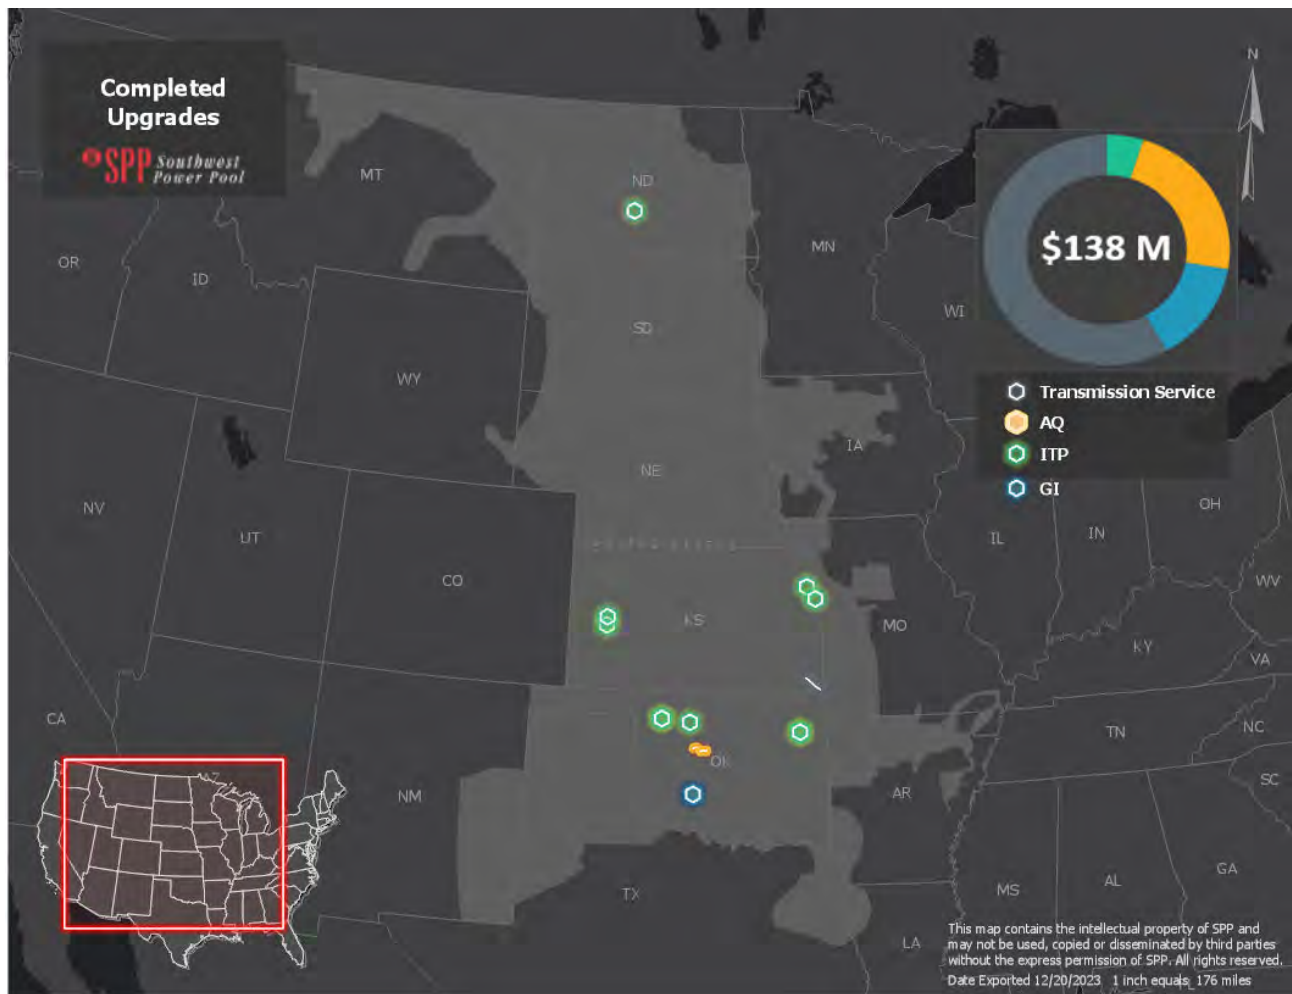 Completed
Upgrades
SPP Southwest
Power Pool
N
MT
ND
MN
OR
ID
WI
SD
WY
IA
NE
NV
UT
OH
IL
IN
CO
WV
KS
MO
KY
VA
CA
TN
NC
OK
SC
NM
AR
TX
MS
AL
GA
LA
$138 M
Transmission Service
AQ
ITP
GI
This map contains the intellectual property of SPP and
may not be used, copied or disseminated by third parties
without the express permission of SPP. All rights reserved.
Date Exported 12/20/2023 1 inch equals 176 miles